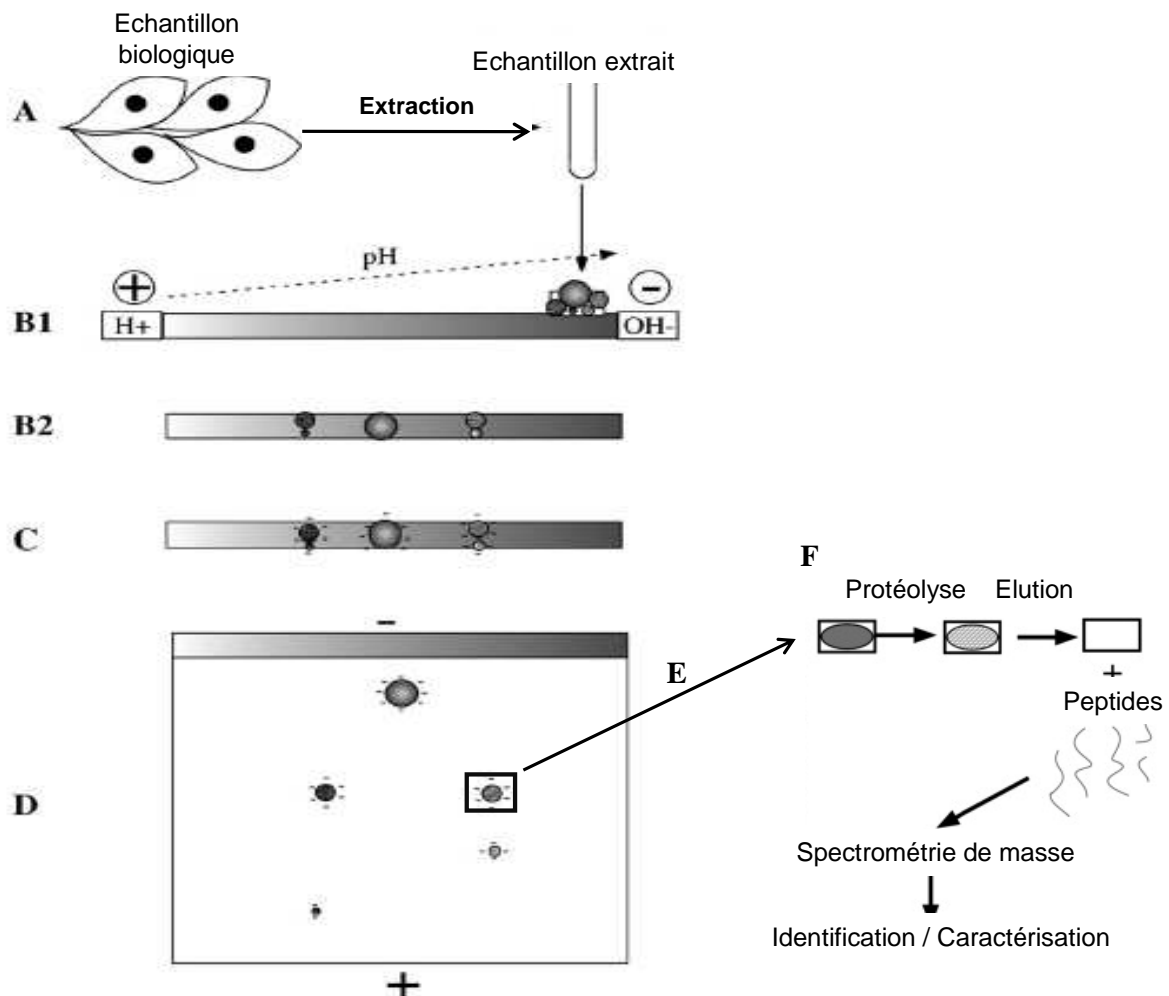 Echantillon
biologique
Echantillon extrait
A
Extraction
pH
+
-
B1
H+
OH-
B2
C
F
Protéolyse Elution
-
E
+
Peptides
D
Spectrométrie de masse
Identification / Caractérisation
+